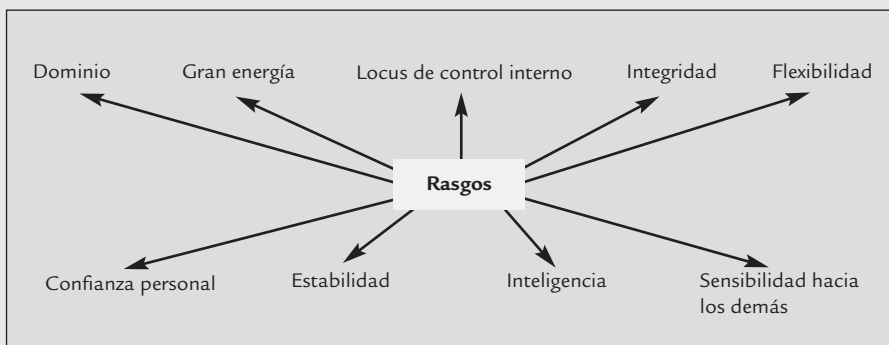 Dominio
Gran energía
Locus de control interno
Integridad
Flexibilidad
Rasgos
Confianza personal
Estabilidad
Inteligencia
Sensibilidad hacia
los demás